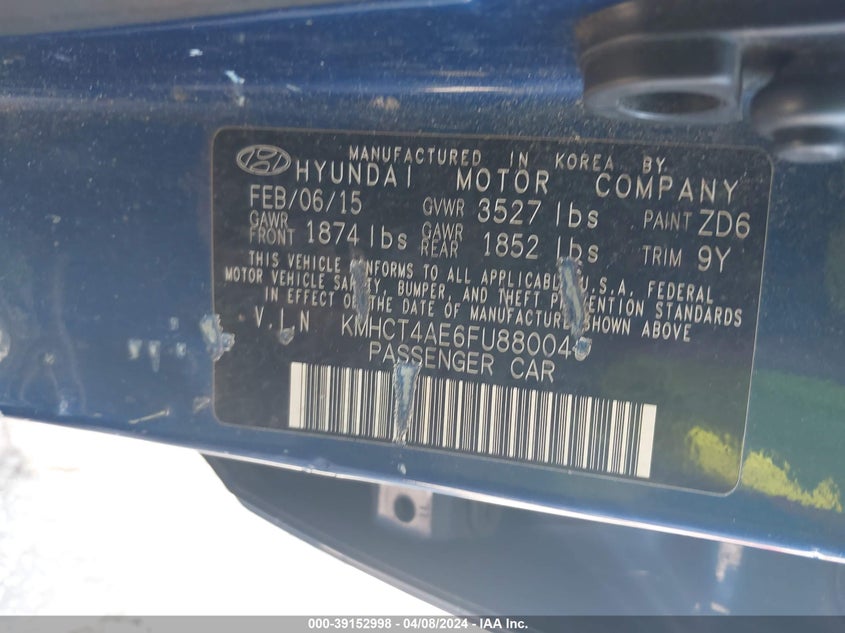 MANUFACTURED IN KOREA BY
HYUNDAI MOTOR COMPANY
FEB/06/15 GVWR 3527 lbs PAINT ZD6
GAWR FRONT 1874 lbs GAWR REAR 1852 lbs TRIM 9Y
THIS VEHICLE CONFORMS TO ALL APPLICABLE U.S.A. FEDERAL
MOTOR VEHICLE SAFETY, BUMPER, AND THEFT PREVENTION STANDARDS
IN EFFECT ON THE DATE OF MANUFACTURE SHOWN ABOVE
V.I.N KMHCT4AE6FU88004
PASSENGER CAR
000-39152998 - 04/08/2024 - IAA Inc.